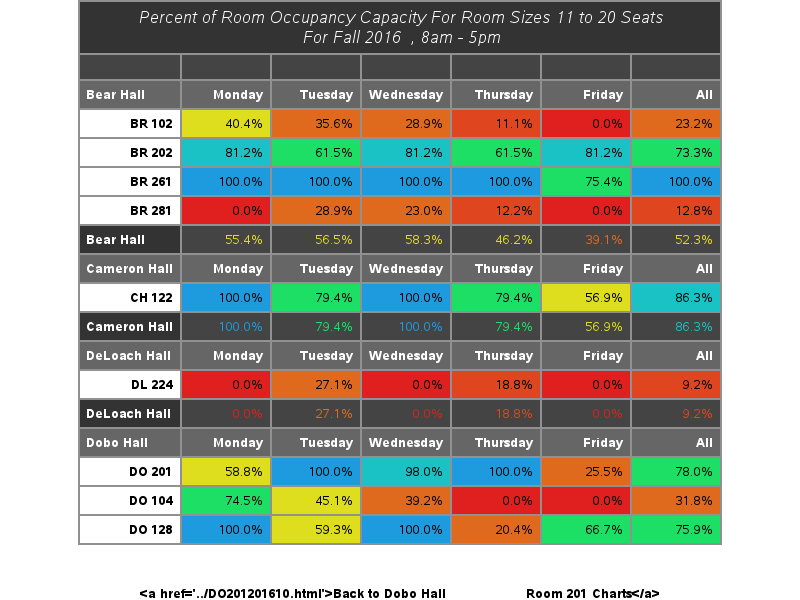 Percent of Room Occupancy Capacity For Room Sizes 11 to 20 Seats
For Fall 2016 , 8am - 5pm
Bear Hall Monday Tuesday Wednesday Thursday Friday All
BR 102 40.4% 35.6% 28.9% 11.1% 0.0% 23.2%
BR 202 81.2% 61.5% 81.2% 61.5% 81.2% 73.3%
BR 261 100.0% 100.0% 100.0% 100.0% 75.4% 100.0%
BR 281 0.0% 28.9% 23.0% 12.2% 0.0% 12.8%
Bear Hall 55.4% 56.5% 58.3% 46.2% 39.1% 52.3%
Cameron Hall Monday Tuesday Wednesday Thursday Friday All
CH 122 100.0% 79.4% 100.0% 79.4% 56.9% 86.3%
Cameron Hall 100.0% 79.4% 100.0% 79.4% 56.9% 86.3%
DeLoach Hall Monday Tuesday Wednesday Thursday Friday All
DL 224 0.0% 27.1% 0.0% 18.8% 0.0% 9.2%
DeLoach Hall 0.0% 27.1% 0.0% 18.8% 0.0% 9.2%
Dobo Hall Monday Tuesday Wednesday Thursday Friday All
DO 201 58.8% 100.0% 98.0% 100.0% 25.5% 78.0%
DO 104 74.5% 45.1% 39.2% 0.0% 0.0% 31.8%
DO 128 100.0% 59.3% 100.0% 20.4% 66.7% 75.9%
<a href='../DO201201610.html'>Back to Dobo Hall Room 201 Charts</a>